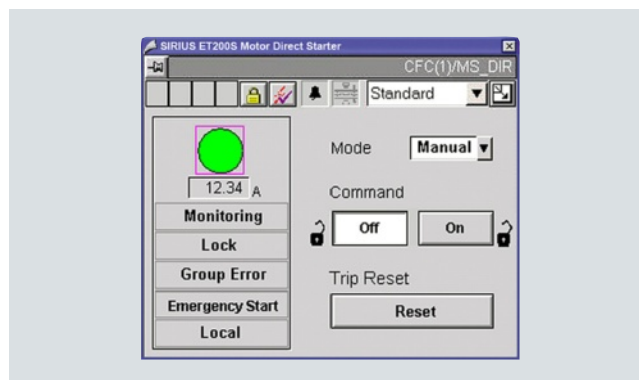 SIRIUS ET200S Motor Direct Starter
CFC(1)/MS_DIR
Standard
12.34 A
Monitoring
Lock
Group Error
Emergency Start
Local
Mode Manual
Command
Off On
Trip Reset
Reset